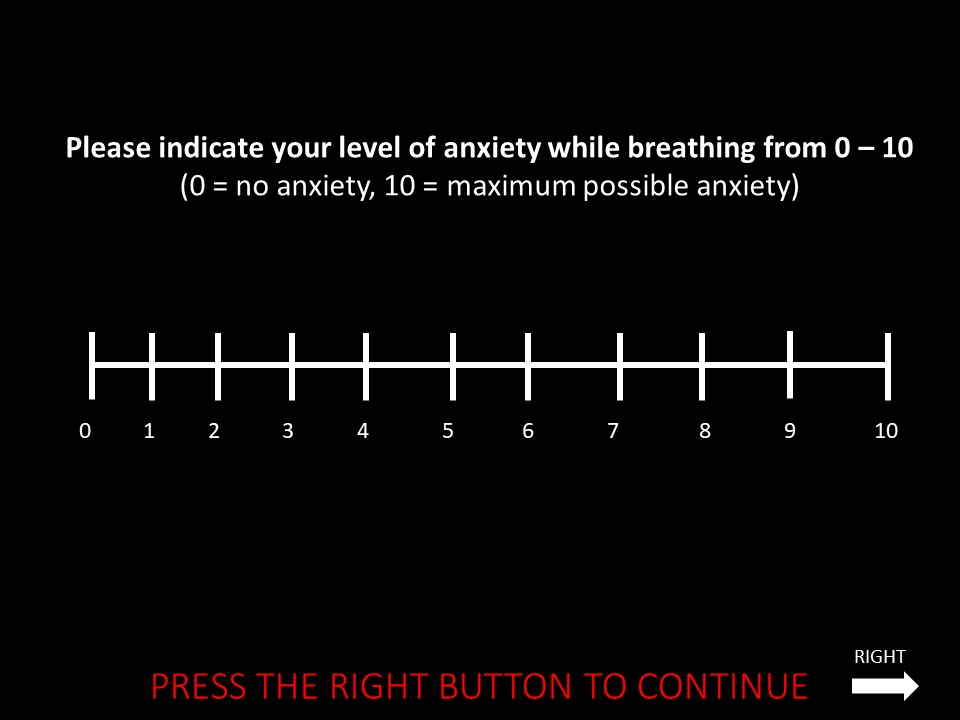 Please indicate your level of anxiety while breathing from 0 – 10
(0 = no anxiety, 10 = maximum possible anxiety)
0 1 2 3 4 5 6 7 8 9 10
RIGHT
PRESS THE RIGHT BUTTON TO CONTINUE